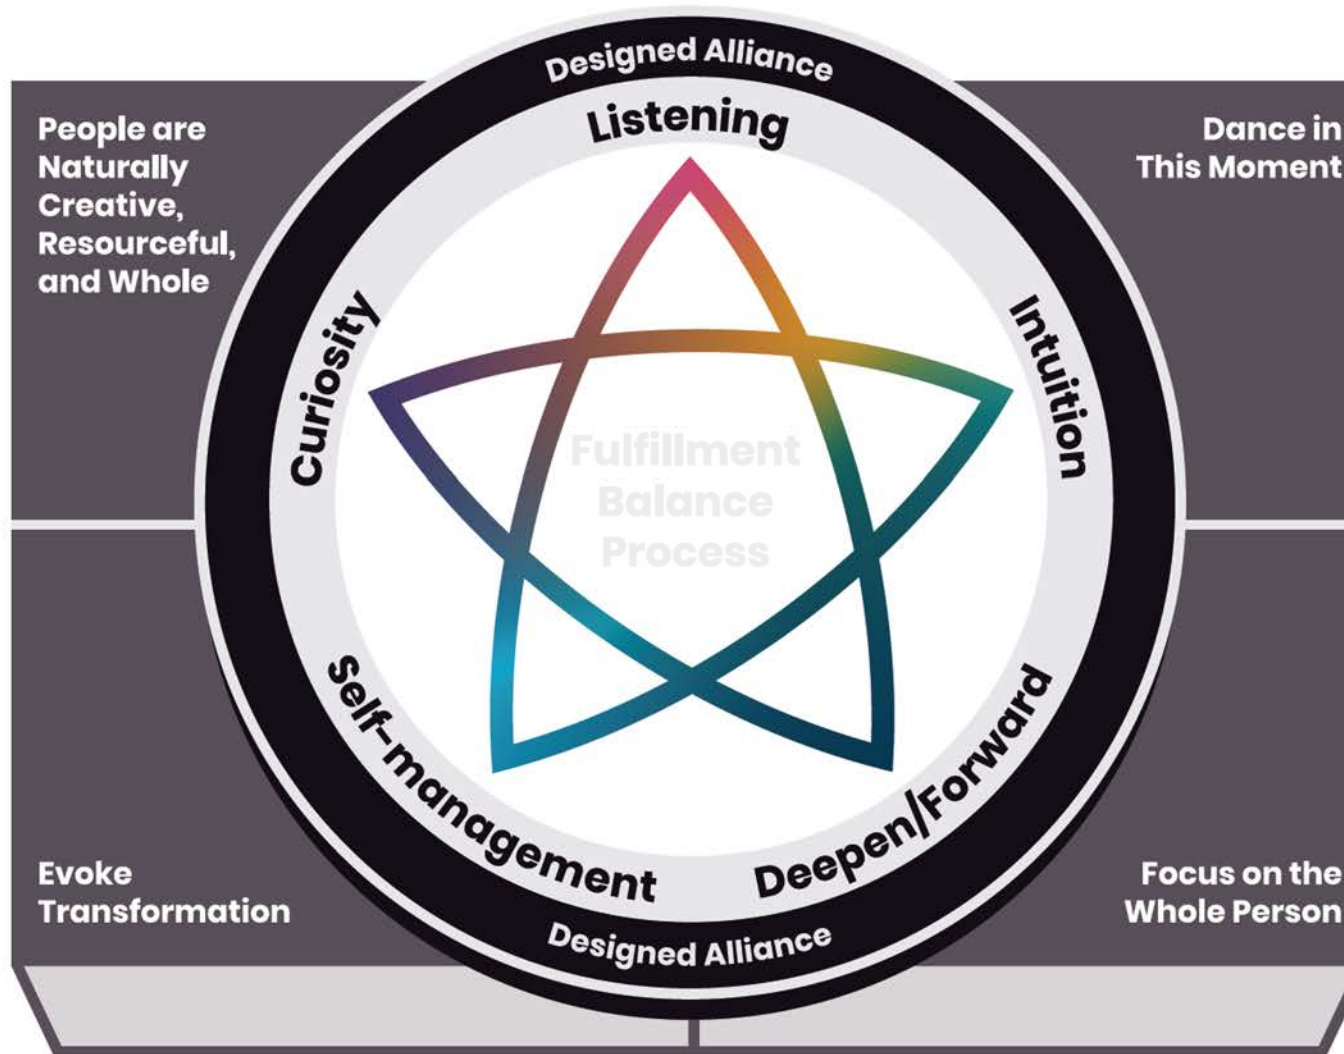 Designed Alliance
Listening
People are
Naturally
Creative,
Resourceful,
and Whole
Dance in
This Moment
Curiosity
Intuition
Fulfillment
Balance
Process
Self-management
Deepen/Forward
Evoke
Transformation
Focus on the
Whole Person
Designed Alliance